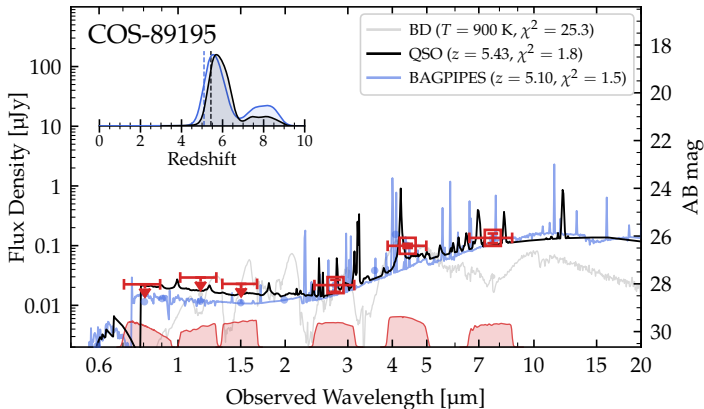 COS-89195
BD (T = 900 K, χ² = 25.3)
QSO (z = 5.43, χ² = 1.8)
BAGPIPES (z = 5.10, χ² = 1.5)
Flux Density [µJy]
100
10
1
0.1
0.01
AB mag
18
20
22
24
26
28
30
0 2 4 6 8 10
Redshift
0.6 1 1.5 2 3 4 5 7 10 15 20
Observed Wavelength [µm]